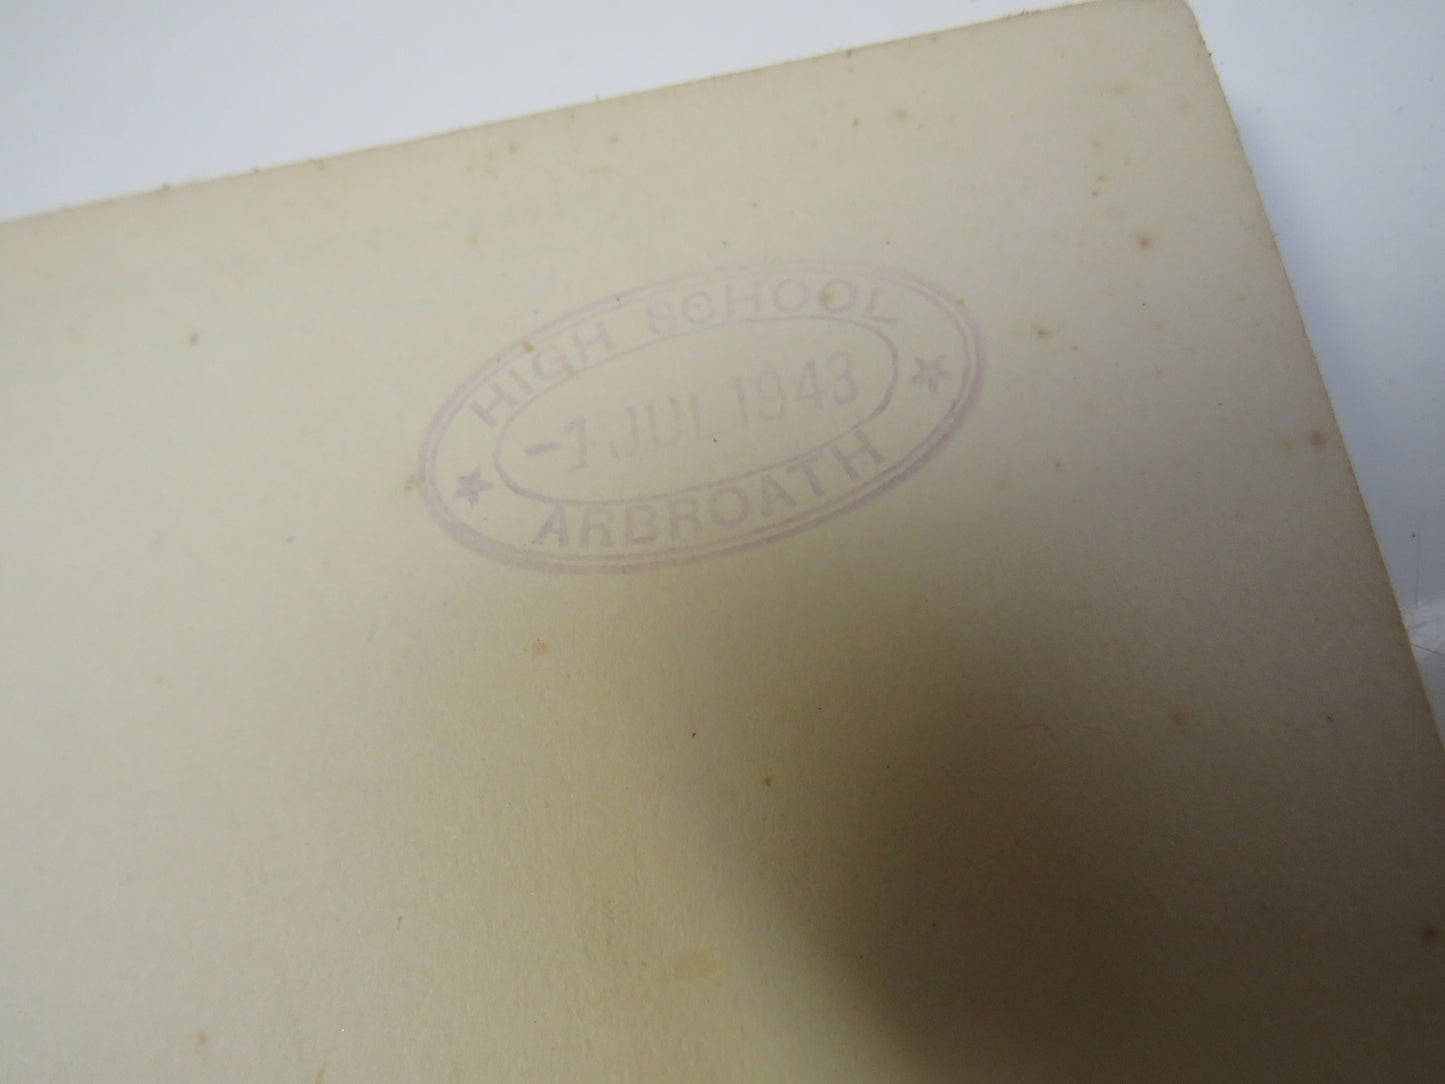 HIGH SCHOOL
-1 JUL 1943
ARBROATH